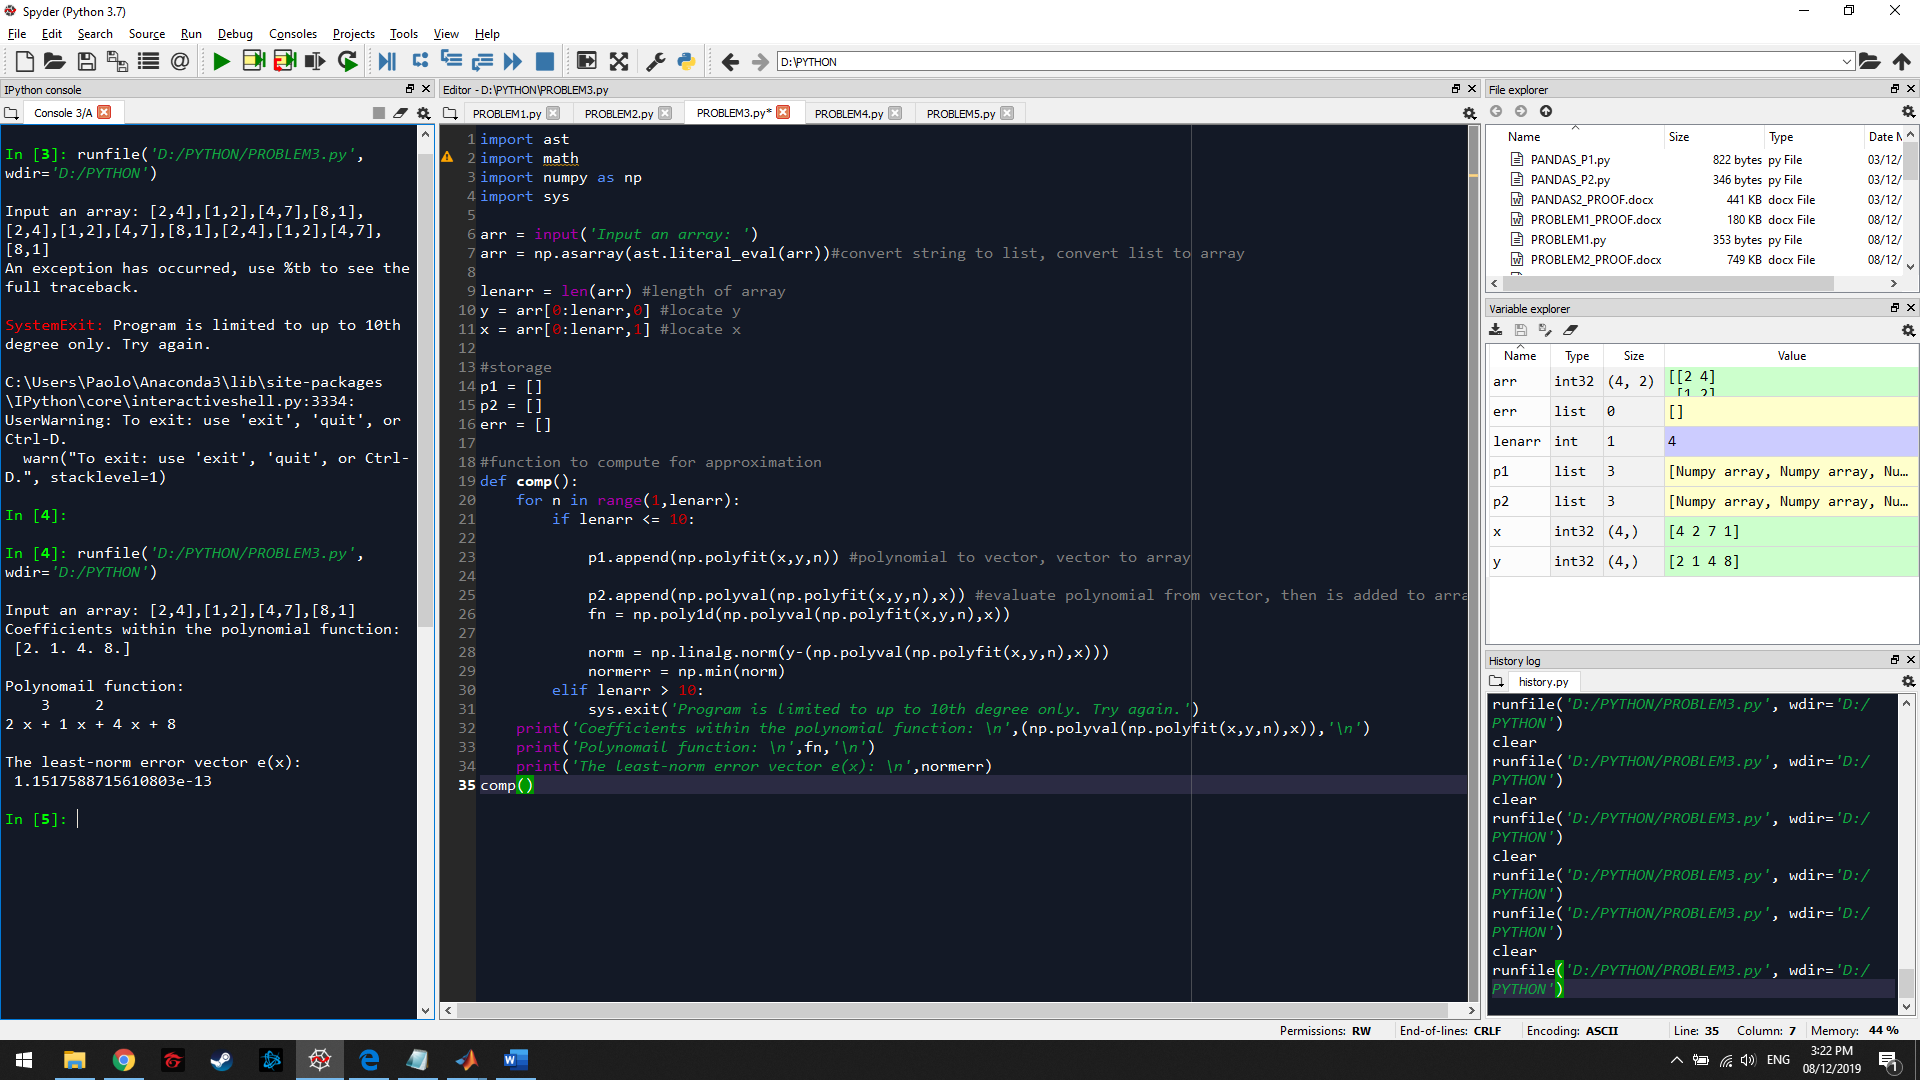 Spyder (Python 3.7)
File Edit Search Source Run Debug Consoles Projects Tools View Help
D:\PYTHON
IPython console
Console 3/A
In [3]: runfile('D:/PYTHON/PROBLEM3.py',
wdir='D:/PYTHON')
Input an array: [2,4],[1,2],[4,7],[8,1],
[2,4],[1,2],[4,7],[8,1],[2,4],[1,2],[4,7],
[8,1]
An exception has occurred, use %tb to see the
full traceback.
SystemExit: Program is limited to up to 10th
degree only. Try again.
C:\Users\Paolo\Anaconda3\lib\site-packages
\IPython\core\interactiveshell.py:3334:
UserWarning: To exit: use 'exit', 'quit', or
Ctrl-D.
warn("To exit: use 'exit', 'quit', or Ctrl-
D.", stacklevel=1)
In [4]:
In [4]: runfile('D:/PYTHON/PROBLEM3.py',
wdir='D:/PYTHON')
Input an array: [2,4],[1,2],[4,7],[8,1]
Coefficients within the polynomial function:
[2. 1. 4. 8.]
Polynomail function:
3 2
2 x + 1 x + 4 x + 8
The least-norm error vector e(x):
1.1517588715610803e-13
In [5]:
Editor - D:\PYTHON\PROBLEM3.py
PROBLEM1.py PROBLEM2.py PROBLEM3.py* PROBLEM4.py PROBLEM5.py
1 import ast
2 import math
3 import numpy as np
4 import sys
5
6 arr = input('Input an array: ')
7 arr = np.asarray(ast.literal_eval(arr))#convert string to list, convert list to array
8
9 lenarr = len(arr) #length of array
10 y = arr[0:lenarr,0] #locate y
11 x = arr[0:lenarr,1] #locate x
12
13 #storage
14 p1 = []
15 p2 = []
16 err = []
17
18 #function to compute for approximation
19 def comp():
20 for n in range(1,lenarr):
21 if lenarr <= 10:
22
23 p1.append(np.polyfit(x,y,n)) #polynomial to vector, vector to array
24
25 p2.append(np.polyval(np.polyfit(x,y,n),x)) #evaluate polynomial from vector, then is added to arra
26 fn = np.poly1d(np.polyval(np.polyfit(x,y,n),x))
27
28 norm = np.linalg.norm(y-(np.polyval(np.polyfit(x,y,n),x)))
29 normerr = np.min(norm)
30 elif lenarr > 10:
31 sys.exit('Program is limited to up to 10th degree only. Try again.')
32 print('Coefficients within the polynomial function: \n',(np.polyval(np.polyfit(x,y,n),x)),'\n')
33 print('Polynomail function: \n',fn,'\n')
34 print('The least-norm error vector e(x): \n',normerr)
35 comp()
File explorer
Name Size Type Date M
PANDAS_P1.py 822 bytes py File 03/12/
PANDAS_P2.py 346 bytes py File 03/12/
PANDAS2_PROOF.docx 441 KB docx File 03/12/
PROBLEM1_PROOF.docx 180 KB docx File 08/12/
PROBLEM1.py 353 bytes py File 08/12/
PROBLEM2_PROOF.docx 749 KB docx File 08/12/
Variable explorer
Name Type Size Value
arr int32 (4, 2) [[2 4]
[1 2]
err list 0 []
lenarr int 1 4
p1 list 3 [Numpy array, Numpy array, Nu…
p2 list 3 [Numpy array, Numpy array, Nu…
x int32 (4,) [4 2 7 1]
y int32 (4,) [2 1 4 8]
History log
history.py
runfile('D:/PYTHON/PROBLEM3.py', wdir='D:/
PYTHON')
clear
runfile('D:/PYTHON/PROBLEM3.py', wdir='D:/
PYTHON')
clear
runfile('D:/PYTHON/PROBLEM3.py', wdir='D:/
PYTHON')
clear
runfile('D:/PYTHON/PROBLEM3.py', wdir='D:/
PYTHON')
runfile('D:/PYTHON/PROBLEM3.py', wdir='D:/
PYTHON')
clear
runfile('D:/PYTHON/PROBLEM3.py', wdir='D:/
PYTHON')
Permissions: RW End-of-lines: CRLF Encoding: ASCII Line: 35 Column: 7 Memory: 44 %
ENG
3:22 PM
08/12/2019
1